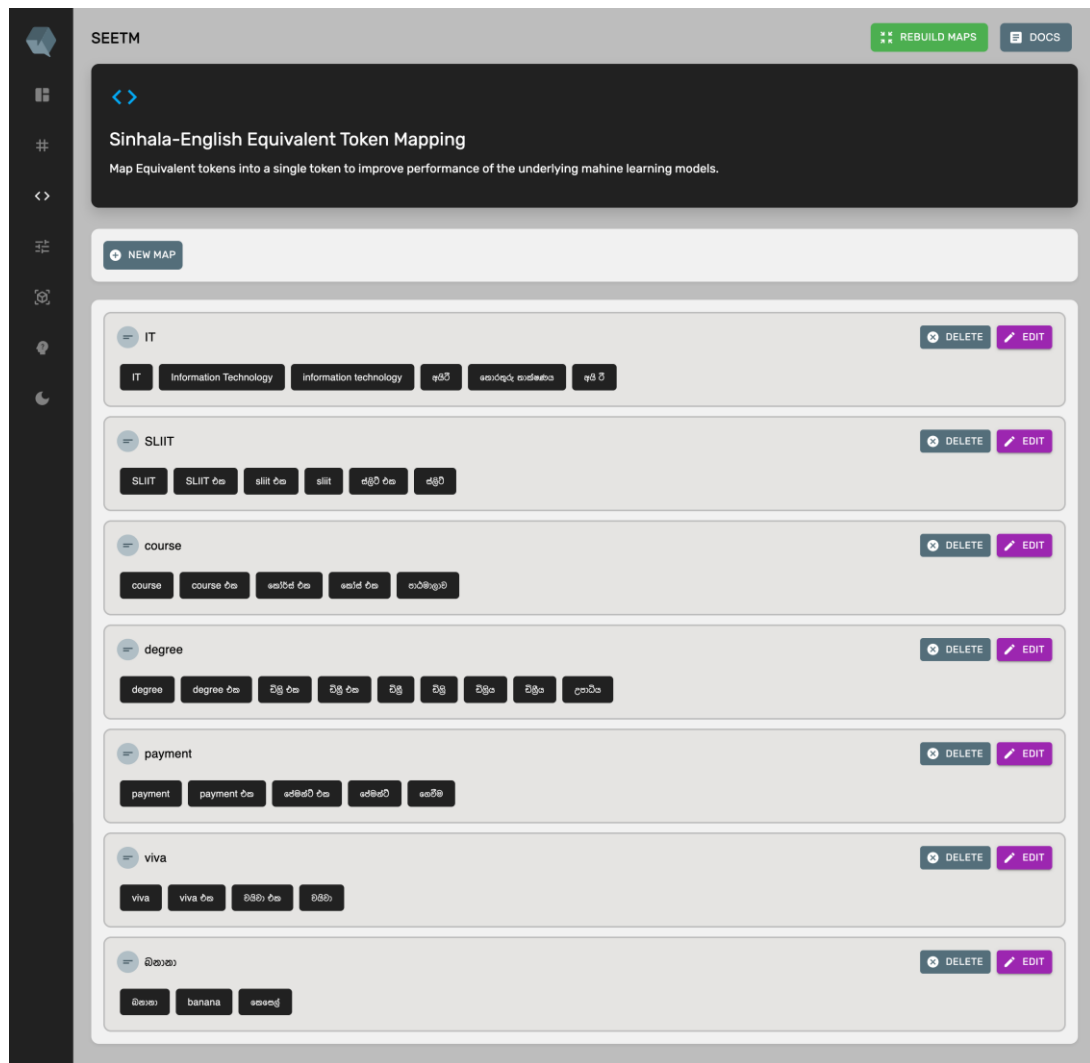 SEETM
REBUILD MAPS
DOCS
Sinhala-English Equivalent Token Mapping
Map Equivalent tokens into a single token to improve performance of the underlying mahine learning models.
NEW MAP
IT
DELETE
EDIT
IT Information Technology information technology අයිටී තොරතුරු තාක්ෂණය අයි ටී
SLIIT
DELETE
EDIT
SLIIT SLIIT එක sliit එක sliit ස්ලිට් එක ස්ලිට්
course
DELETE
EDIT
course course එක කෝර්ස් එක කෝස් එක පාඨමාලාව
degree
DELETE
EDIT
degree degree එක ඩිග්‍රි එක ඩිග්‍රී එක ඩිග්‍රී ඩිග්‍රි ඩිග්‍රිය ඩිග්‍රීය උපාධිය
payment
DELETE
EDIT
payment payment එක පේමන්ට් එක පේමන්ට් ගෙවීම
viva
DELETE
EDIT
viva viva එක වයිවා එක වයිවා
බනානා
DELETE
EDIT
බනානා banana කෙසෙල්